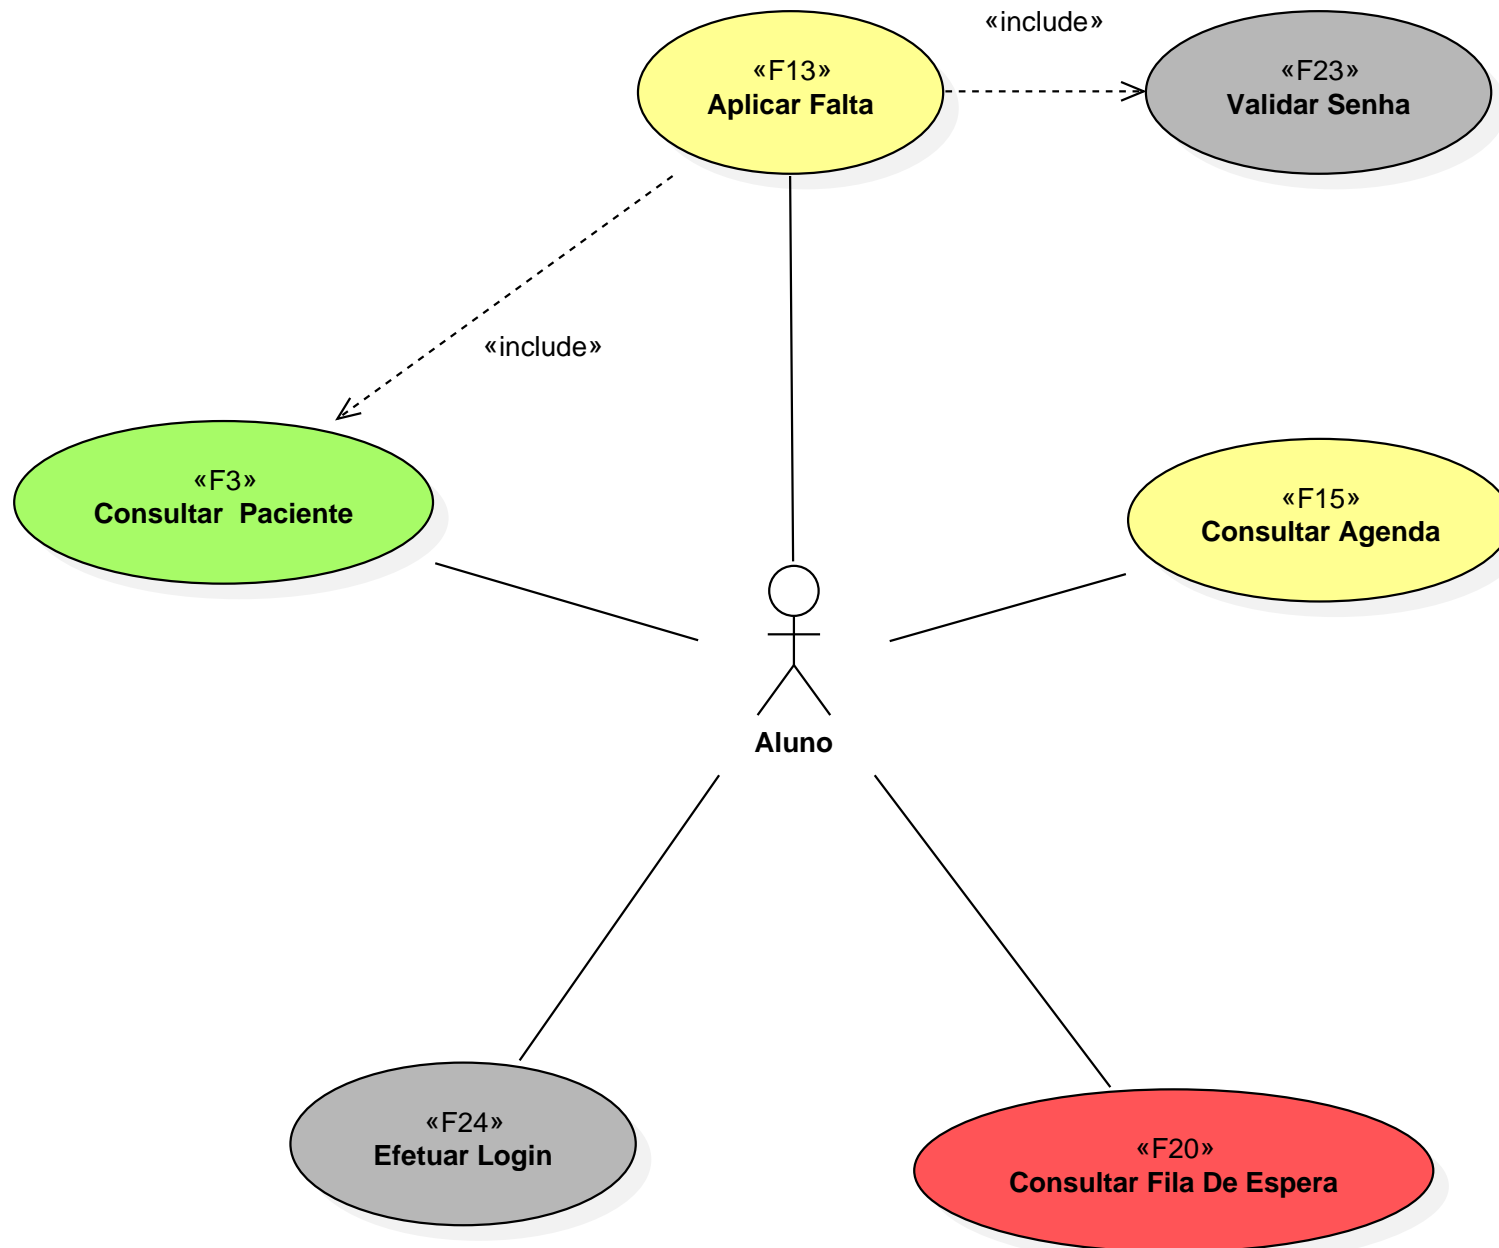 «include»
«F13»
Aplicar Falta
«F23»
Validar Senha
«include»
«F3»
Consultar  Paciente
«F15»
Consultar Agenda
Aluno
«F24»
Efetuar Login
«F20»
Consultar Fila De Espera